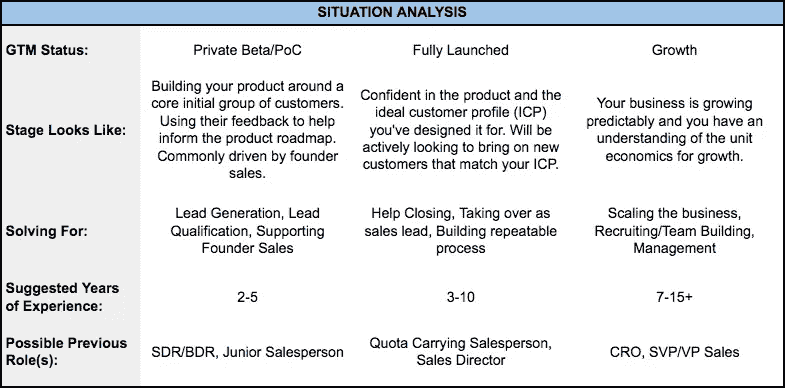 SITUATION ANALYSIS
GTM Status:
Private Beta/PoC
Fully Launched
Growth
Stage Looks Like:
Building your product around a
core initial group of customers.
Using their feedback to help
inform the product roadmap.
Commonly driven by founder
sales.
Confident in the product and the
ideal customer profile (ICP)
you've designed it for. Will be
actively looking to bring on new
customers that match your ICP.
Your business is growing
predictably and you have an
understanding of the unit
economics for growth.
Solving For:
Lead Generation, Lead
Qualification, Supporting
Founder Sales
Help Closing, Taking over as
sales lead, Building repeatable
process
Scaling the business,
Recruiting/Team Building,
Management
Suggested Years
of Experience:
2-5
3-10
7-15+
Possible Previous
Role(s):
SDR/BDR, Junior Salesperson
Quota Carrying Salesperson,
Sales Director
CRO, SVP/VP Sales